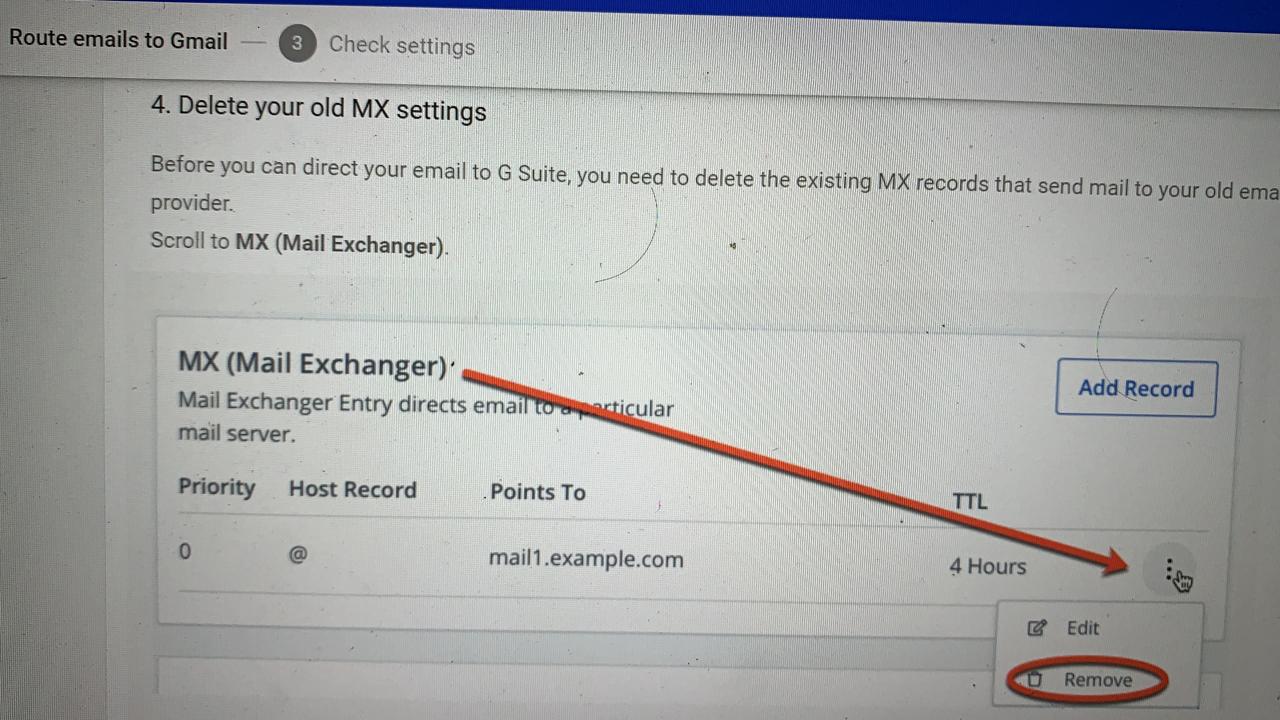 Route emails to Gmail — 3 Check settings
4. Delete your old MX settings
Before you can direct your email to G Suite, you need to delete the existing MX records that send mail to your old ema
provider.
Scroll to MX (Mail Exchanger).
MX (Mail Exchanger)
Add Record
Mail Exchanger Entry directs email to a particular
mail server.
Priority Host Record Points To TTL
0 @ mail1.example.com 4 Hours
Edit
Remove